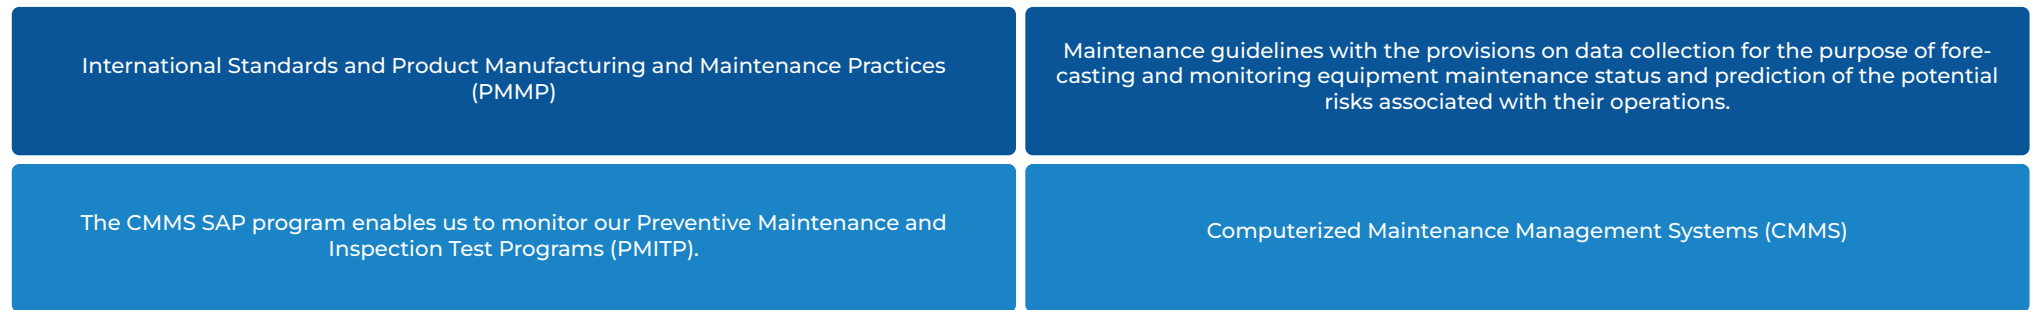 International Standards and Product Manufacturing and Maintenance Practices
(PMMP)
Maintenance guidelines with the provisions on data collection for the purpose of fore-
casting and monitoring equipment maintenance status and prediction of the potential
risks associated with their operations.
The CMMS SAP program enables us to monitor our Preventive Maintenance and
Inspection Test Programs (PMITP).
Computerized Maintenance Management Systems (CMMS)